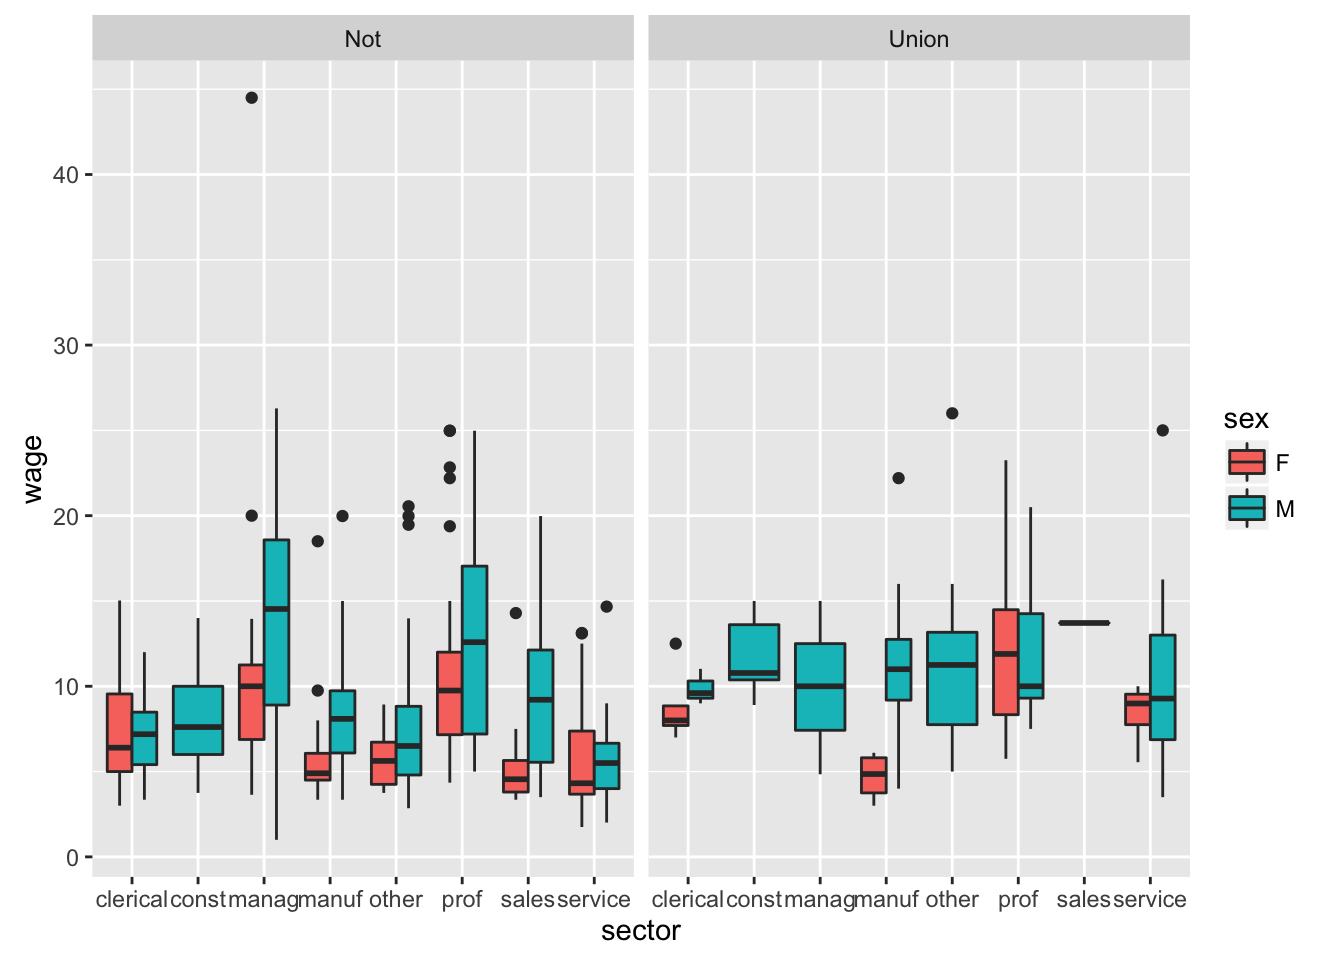 Not
Union
40
30
20
10
0
wage
clerical const manag manuf other prof sales service
clerical const manag manuf other prof sales service
sector
sex
F
M